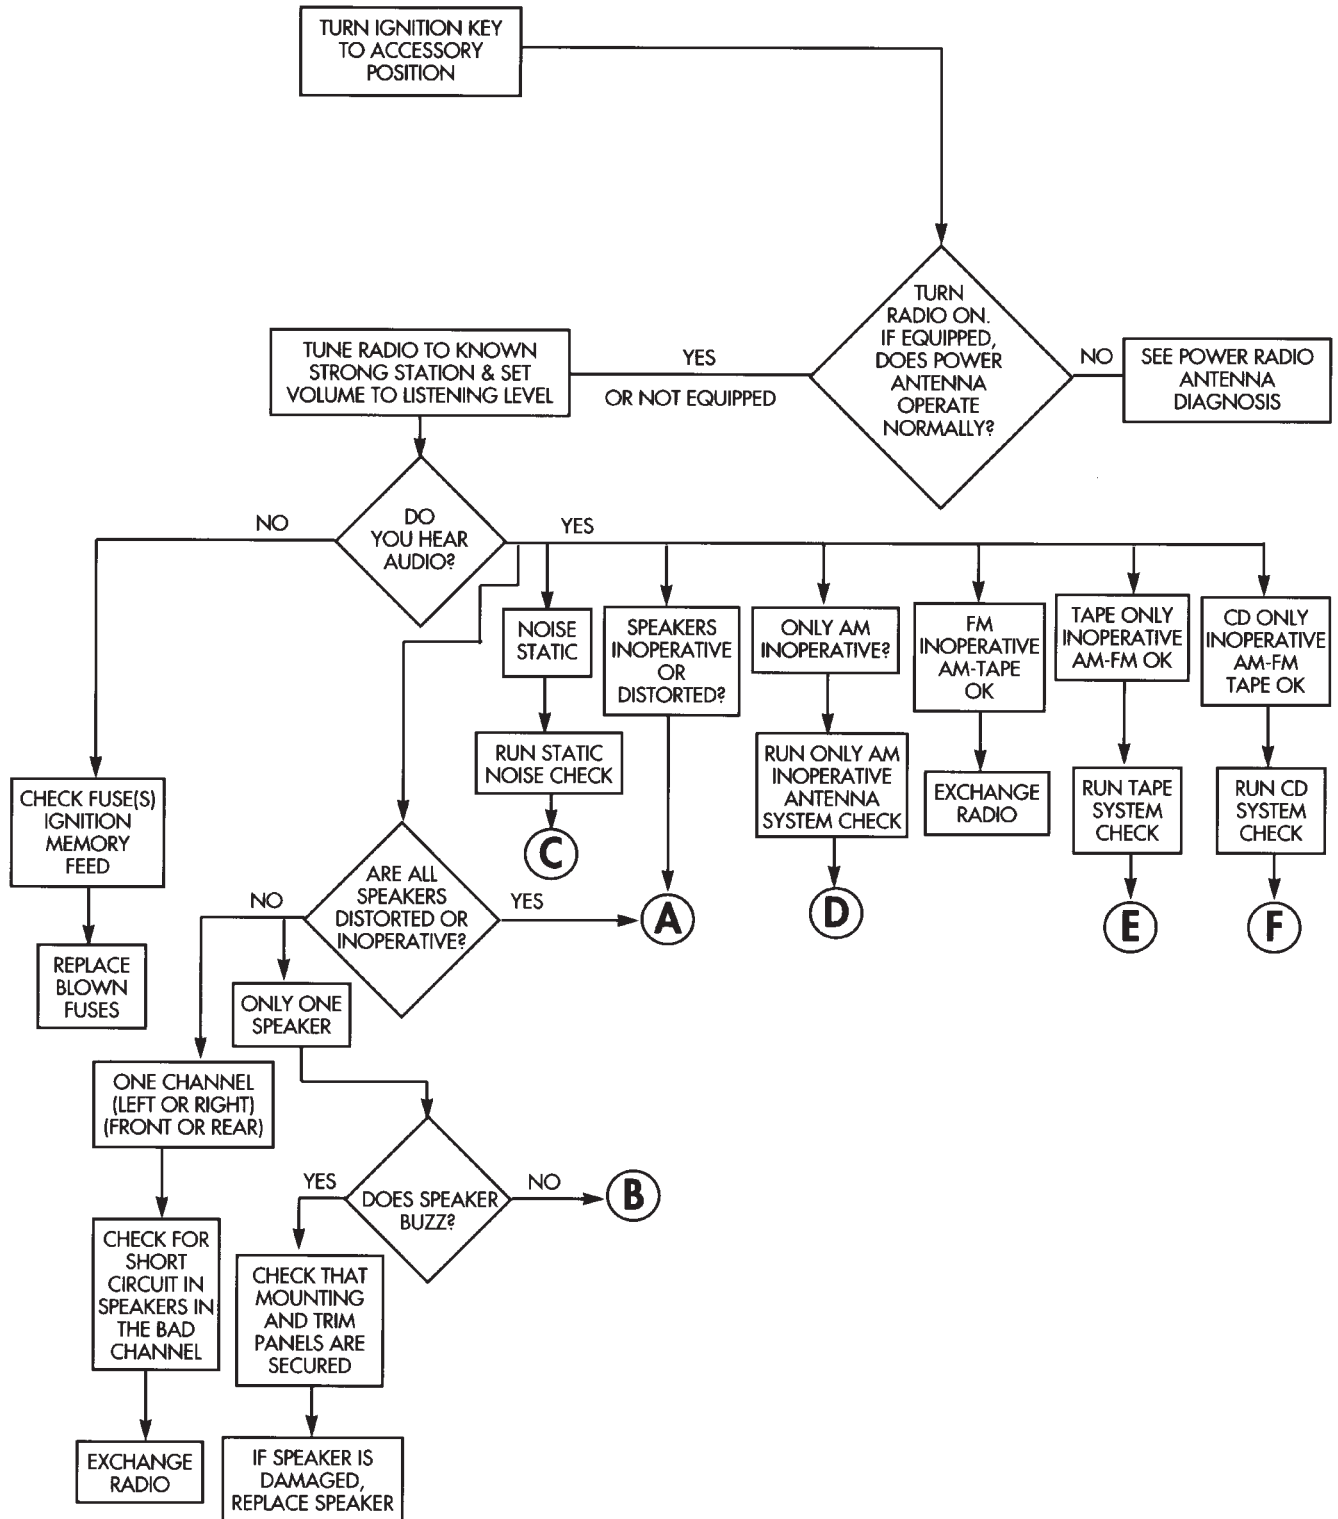 TURN IGNITION KEY
TO ACCESSORY
POSITION
TURN
RADIO ON.
IF EQUIPPED,
DOES POWER
ANTENNA
OPERATE
NORMALLY?
NO
SEE POWER RADIO
ANTENNA
DIAGNOSIS
YES
OR NOT EQUIPPED
TUNE RADIO TO KNOWN
STRONG STATION & SET
VOLUME TO LISTENING LEVEL
DO
YOU HEAR
AUDIO?
NO
YES
CHECK FUSE(S)
IGNITION
MEMORY
FEED
REPLACE
BLOWN
FUSES
NOISE
STATIC
RUN STATIC
NOISE CHECK
C
SPEAKERS
INOPERATIVE
OR
DISTORTED?
A
ONLY AM
INOPERATIVE?
RUN ONLY AM
INOPERATIVE
ANTENNA
SYSTEM CHECK
D
FM
INOPERATIVE
AM-TAPE
OK
EXCHANGE
RADIO
TAPE ONLY
INOPERATIVE
AM-FM OK
RUN TAPE
SYSTEM
CHECK
E
CD ONLY
INOPERATIVE
AM-FM
TAPE OK
RUN CD
SYSTEM
CHECK
F
ARE ALL
SPEAKERS
DISTORTED OR
INOPERATIVE?
YES
NO
ONLY ONE
SPEAKER
ONE CHANNEL
(LEFT OR RIGHT)
(FRONT OR REAR)
CHECK FOR
SHORT
CIRCUIT IN
SPEAKERS IN
THE BAD
CHANNEL
EXCHANGE
RADIO
DOES SPEAKER
BUZZ?
YES
NO
B
CHECK THAT
MOUNTING
AND TRIM
PANELS ARE
SECURED
IF SPEAKER IS
DAMAGED,
REPLACE SPEAKER